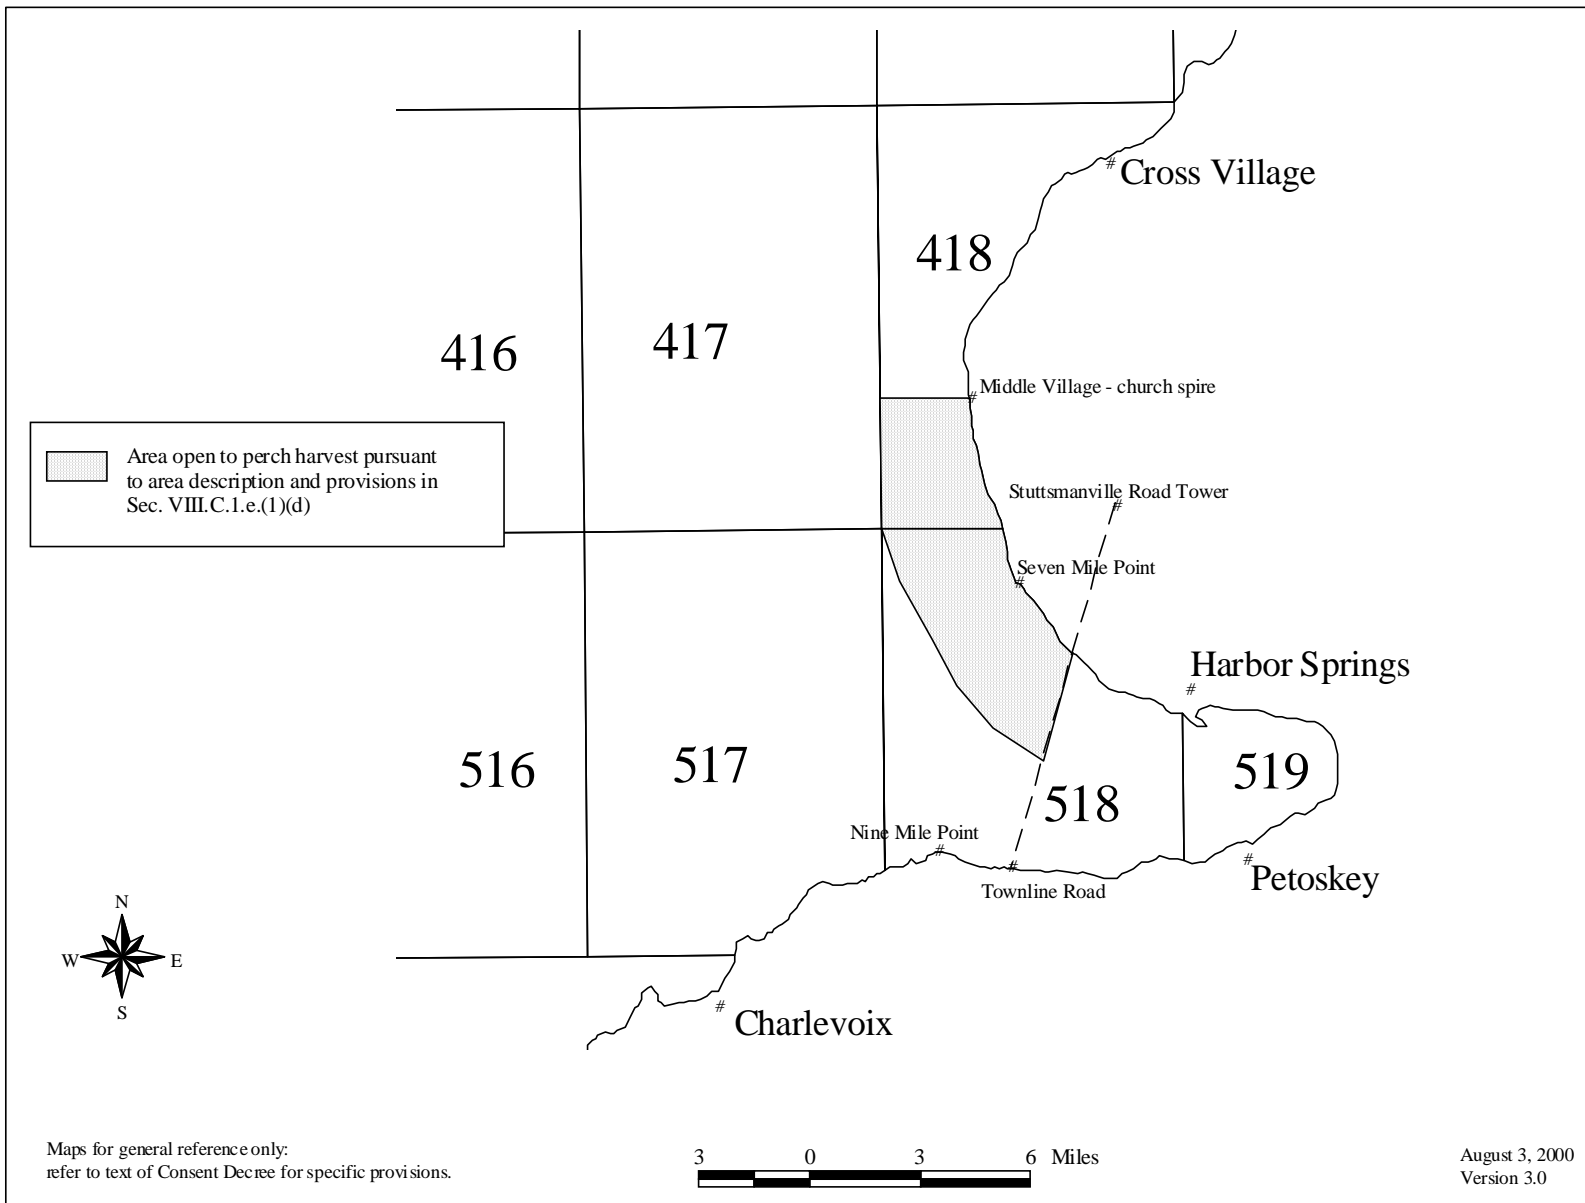 Cross Village
418
417
416
Middle Village - church spire
Area open to perch harvest pursuant
to area description and provisions in
Sec. VIII.C.1.e.(1)(d)
Stuttsmanville Road Tower
Seven Mile Point
Harbor Springs
516
517
518
519
Nine Mile Point
Townline Road
Petoskey
N
W
E
S
Charlevoix
Maps for general reference only:
refer to text of Consent Decree for specific provisions.
3 0 3 6 Miles
August 3, 2000
Version 3.0